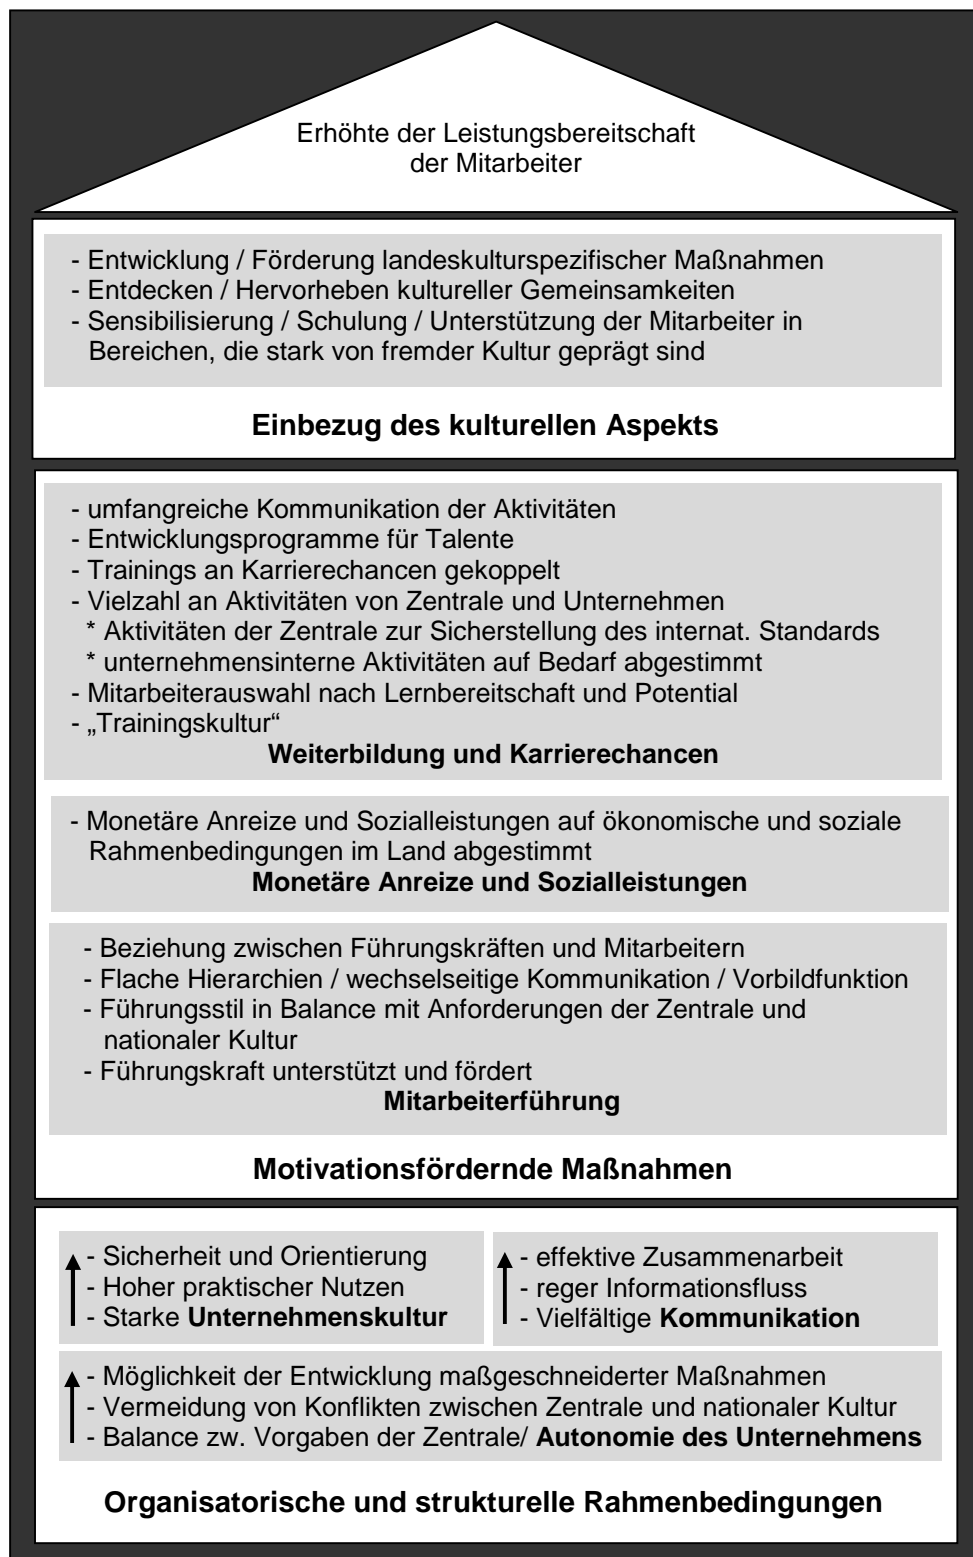 Erhöhte der Leistungsbereitschaft
der Mitarbeiter
- Entwicklung / Förderung landeskulturspezifischer Maßnahmen
- Entdecken / Hervorheben kultureller Gemeinsamkeiten
- Sensibilisierung / Schulung / Unterstützung der Mitarbeiter in
Bereichen, die stark von fremder Kultur geprägt sind
Einbezug des kulturellen Aspekts
- umfangreiche Kommunikation der Aktivitäten
- Entwicklungsprogramme für Talente
- Trainings an Karrierechancen gekoppelt
- Vielzahl an Aktivitäten von Zentrale und Unternehmen
* Aktivitäten der Zentrale zur Sicherstellung des internat. Standards
* unternehmensinterne Aktivitäten auf Bedarf abgestimmt
- Mitarbeiterauswahl nach Lernbereitschaft und Potential
- „Trainingskultur“
Weiterbildung und Karrierechancen
- Monetäre Anreize und Sozialleistungen auf ökonomische und soziale
Rahmenbedingungen im Land abgestimmt
Monetäre Anreize und Sozialleistungen
- Beziehung zwischen Führungskräften und Mitarbeitern
- Flache Hierarchien / wechselseitige Kommunikation / Vorbildfunktion
- Führungsstil in Balance mit Anforderungen der Zentrale und
nationaler Kultur
- Führungskraft unterstützt und fördert
Mitarbeiterführung
Motivationsfördernde Maßnahmen
- Sicherheit und Orientierung
- Hoher praktischer Nutzen
- Starke Unternehmenskultur
- effektive Zusammenarbeit
- reger Informationsfluss
- Vielfältige Kommunikation
- Möglichkeit der Entwicklung maßgeschneiderter Maßnahmen
- Vermeidung von Konflikten zwischen Zentrale und nationaler Kultur
- Balance zw. Vorgaben der Zentrale/ Autonomie des Unternehmens
Organisatorische und strukturelle Rahmenbedingungen